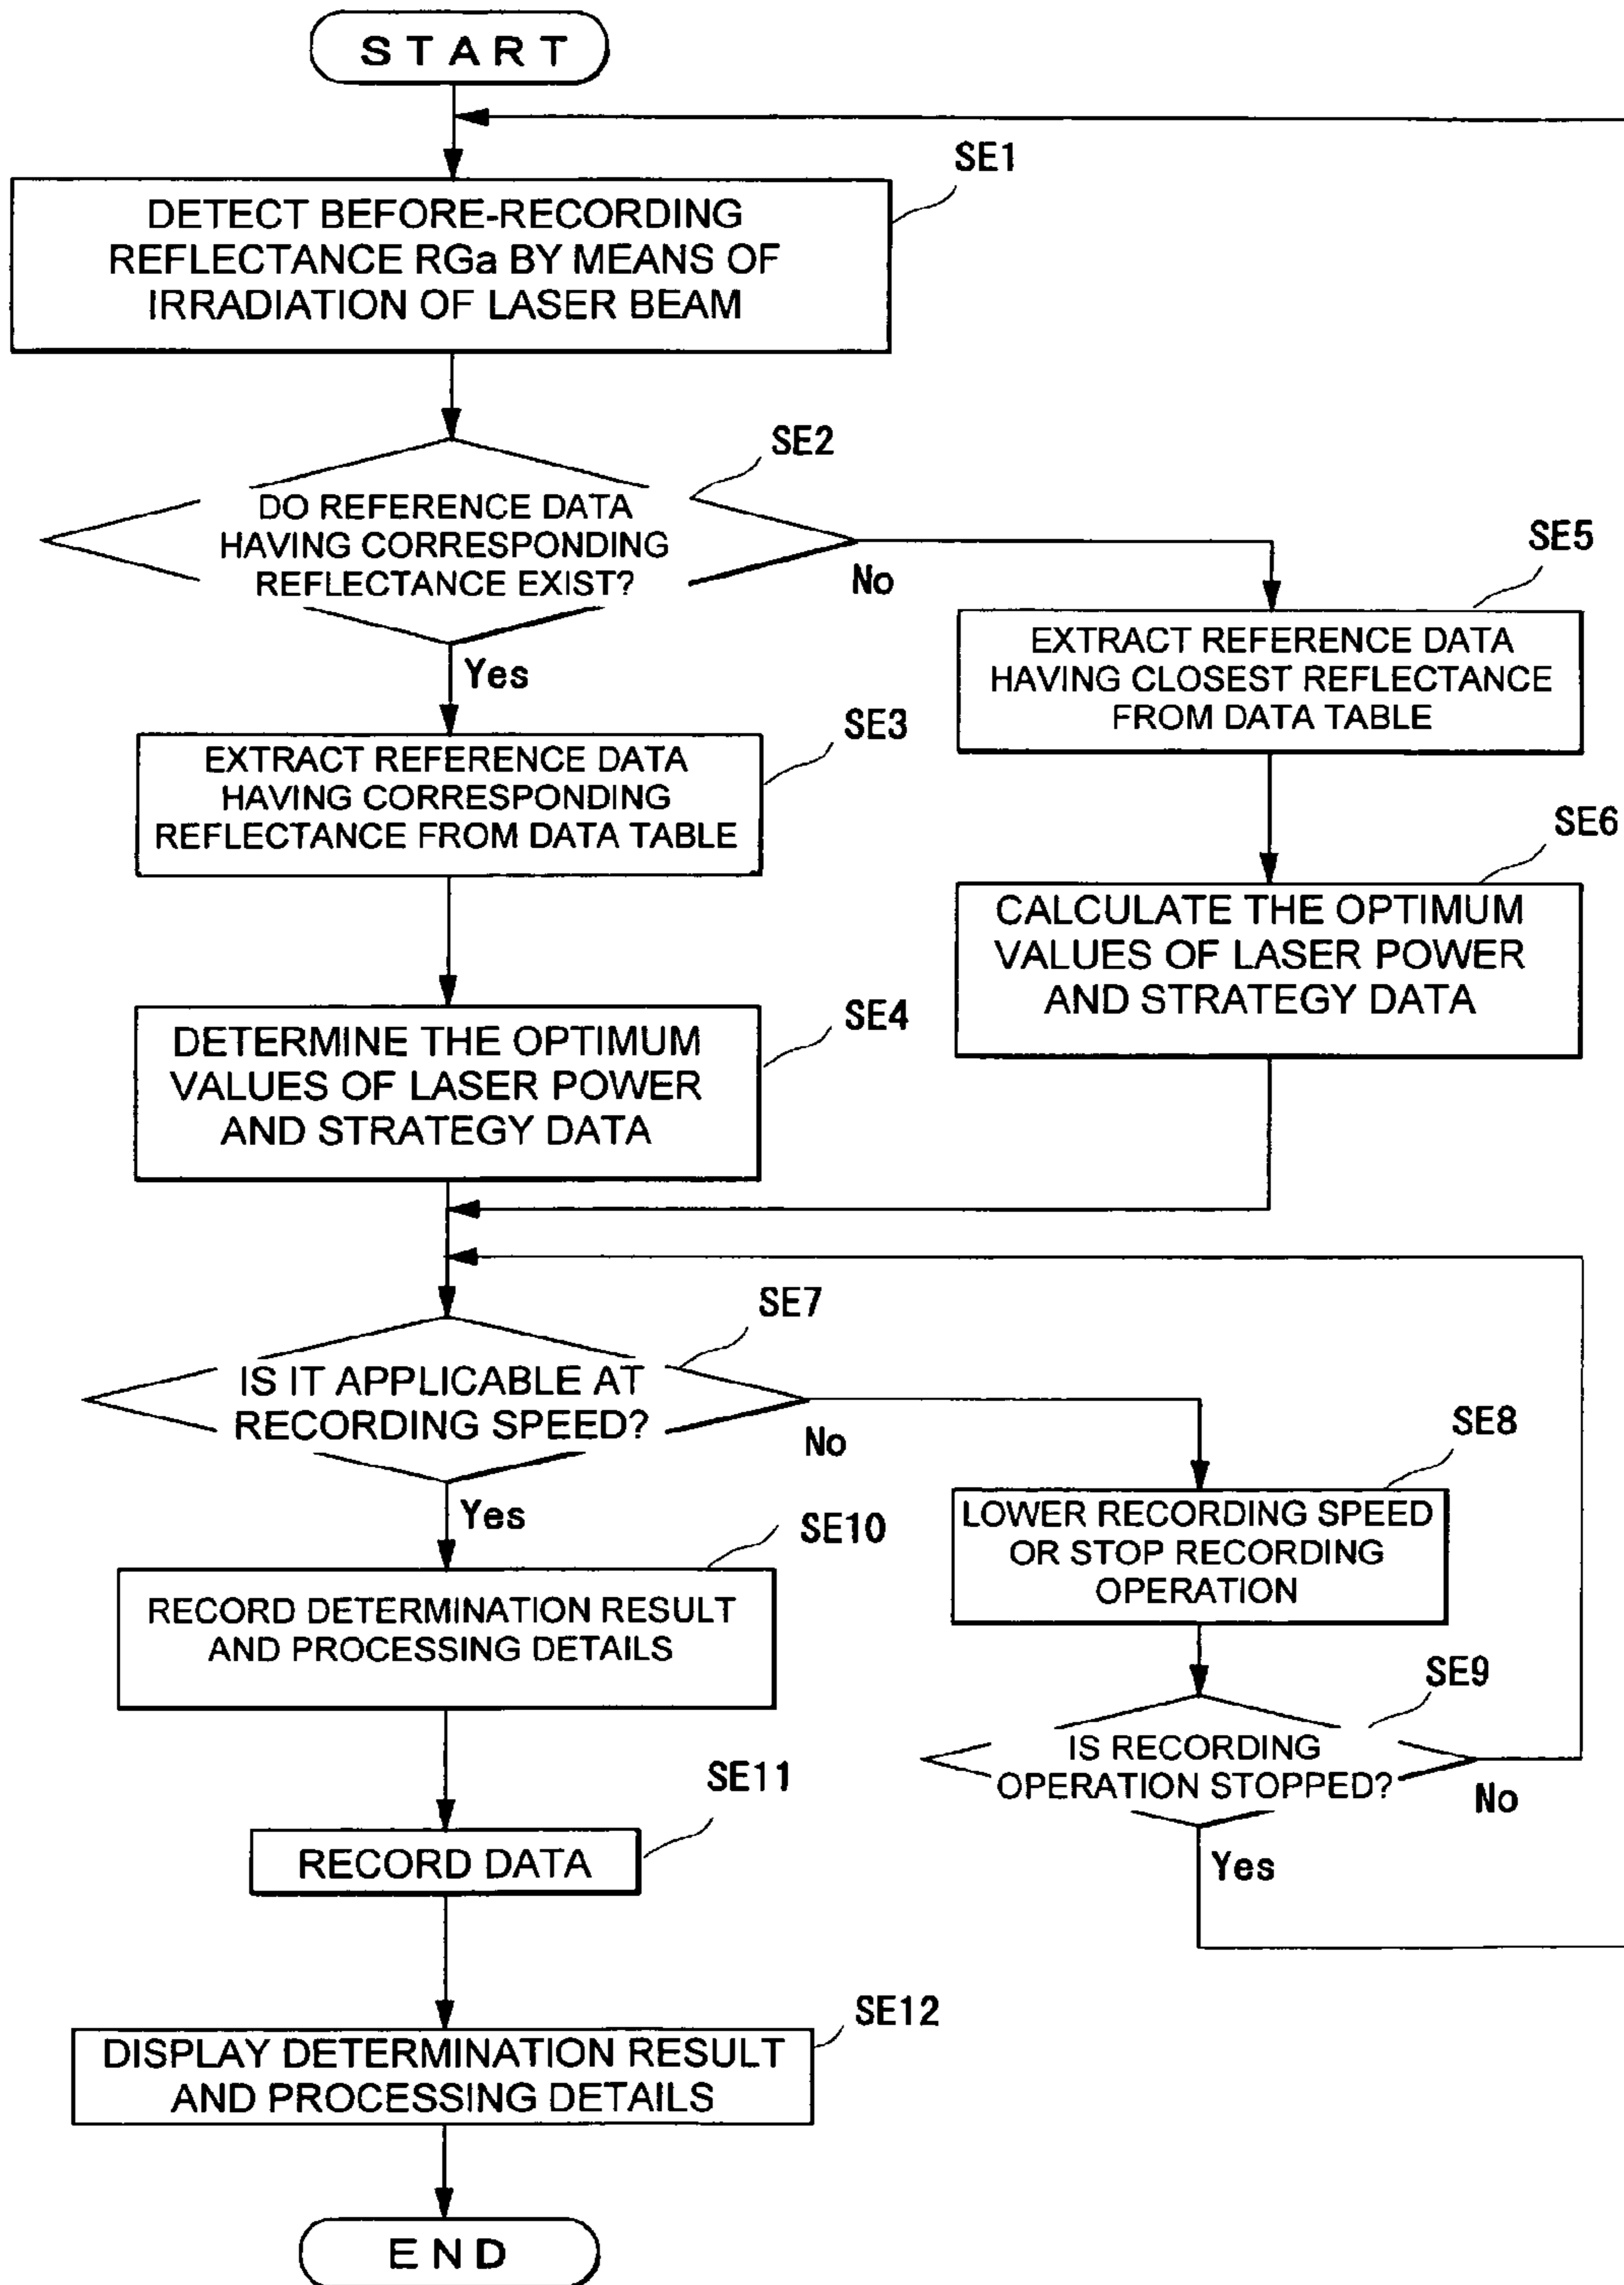 START
SE1
DETECT BEFORE-RECORDING
REFLECTANCE RGa BY MEANS OF
IRRADIATION OF LASER BEAM
SE2
DO REFERENCE DATA
HAVING CORRESPONDING
REFLECTANCE EXIST?
No
Yes
SE3
EXTRACT REFERENCE DATA
HAVING CORRESPONDING
REFLECTANCE FROM DATA TABLE
SE4
DETERMINE THE OPTIMUM
VALUES OF LASER POWER
AND STRATEGY DATA
SE5
EXTRACT REFERENCE DATA
HAVING CLOSEST REFLECTANCE
FROM DATA TABLE
SE6
CALCULATE THE OPTIMUM
VALUES OF LASER POWER
AND STRATEGY DATA
SE7
IS IT APPLICABLE AT
RECORDING SPEED?
No
Yes
SE8
LOWER RECORDING SPEED
OR STOP RECORDING
OPERATION
SE9
IS RECORDING
OPERATION STOPPED?
No
Yes
SE10
RECORD DETERMINATION RESULT
AND PROCESSING DETAILS
SE11
RECORD DATA
SE12
DISPLAY DETERMINATION RESULT
AND PROCESSING DETAILS
END